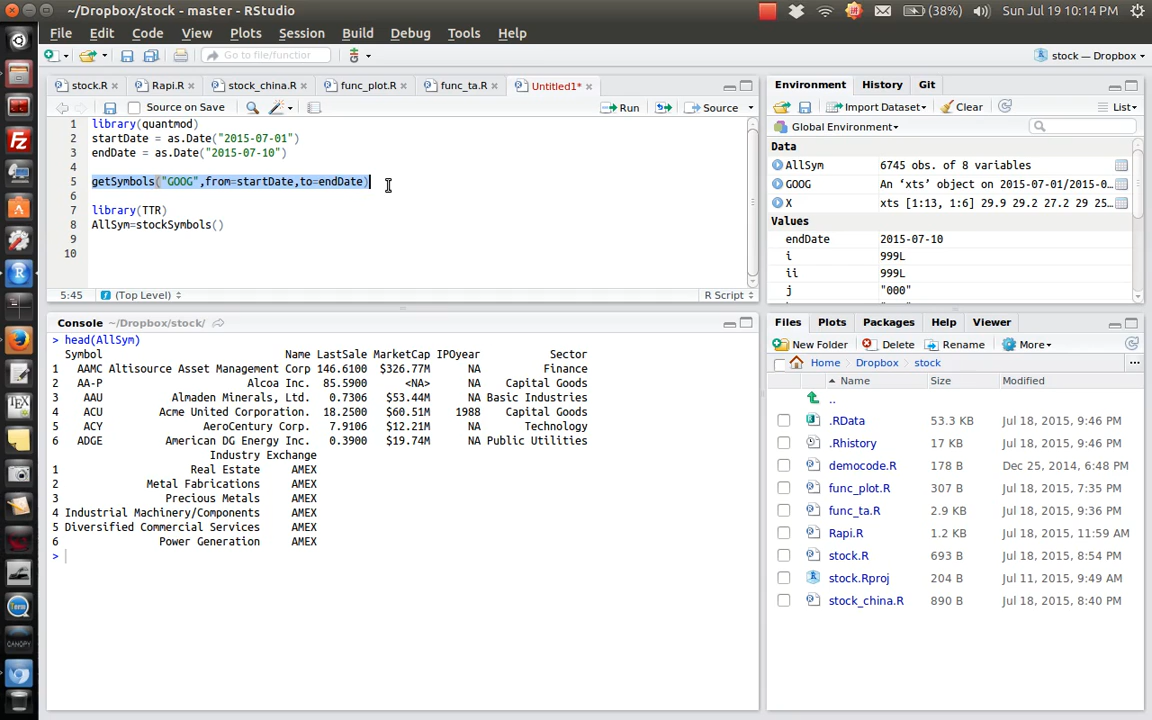 ~/Dropbox/stock - master - RStudio
(38%)
Sun Jul 19 10:14 PM
File Edit Code View Plots Session Build Debug Tools Help
Go to file/function
stock — Dropbox
stock.R
Rapi.R
stock_china.R
func_plot.R
func_ta.R
Untitled1*
Source on Save
Run
Source
1 library(quantmod)
2 startDate = as.Date("2015-07-01")
3 endDate = as.Date("2015-07-10")
4
5 getSymbols("GOOG",from=startDate,to=endDate)
6
7 library(TTR)
8 AllSym=stockSymbols()
9
10
5:45 (Top Level) R Script
Console ~/Dropbox/stock/
> head(AllSym)
Symbol Name LastSale MarketCap IPOyear Sector
1 AAMC Altisource Asset Management Corp 146.6100 $326.77M NA Finance
2 AA-P Alcoa Inc. 85.5900 <NA> NA Capital Goods
3 AAU Almaden Minerals, Ltd. 0.7306 $53.44M NA Basic Industries
4 ACU Acme United Corporation. 18.2500 $60.51M 1988 Capital Goods
5 ACY AeroCentury Corp. 7.9106 $12.21M NA Technology
6 ADGE American DG Energy Inc. 0.3900 $19.74M NA Public Utilities
Industry Exchange
1 Real Estate AMEX
2 Metal Fabrications AMEX
3 Precious Metals AMEX
4 Industrial Machinery/Components AMEX
5 Diversified Commercial Services AMEX
6 Power Generation AMEX
>
Environment History Git
Import Dataset Clear List
Global Environment
Data
AllSym 6745 obs. of 8 variables
GOOG An ‘xts’ object on 2015-07-01/2015-0...
X xts [1:13, 1:6] 29.9 29.2 27.2 29 25...
Values
endDate 2015-07-10
i 999L
ii 999L
j "000"
Files Plots Packages Help Viewer
New Folder Delete Rename More
Home Dropbox stock ...
Name Size Modified
..
.RData 53.3 KB Jul 18, 2015, 9:46 PM
.Rhistory 17 KB Jul 18, 2015, 9:46 PM
democode.R 178 B Dec 25, 2014, 6:48 PM
func_plot.R 307 B Jul 18, 2015, 7:35 PM
func_ta.R 2.9 KB Jul 18, 2015, 9:36 PM
Rapi.R 1.2 KB Jul 18, 2015, 11:59 AM
stock.R 693 B Jul 18, 2015, 8:54 PM
stock.Rproj 204 B Jul 11, 2015, 9:49 AM
stock_china.R 890 B Jul 18, 2015, 8:40 PM